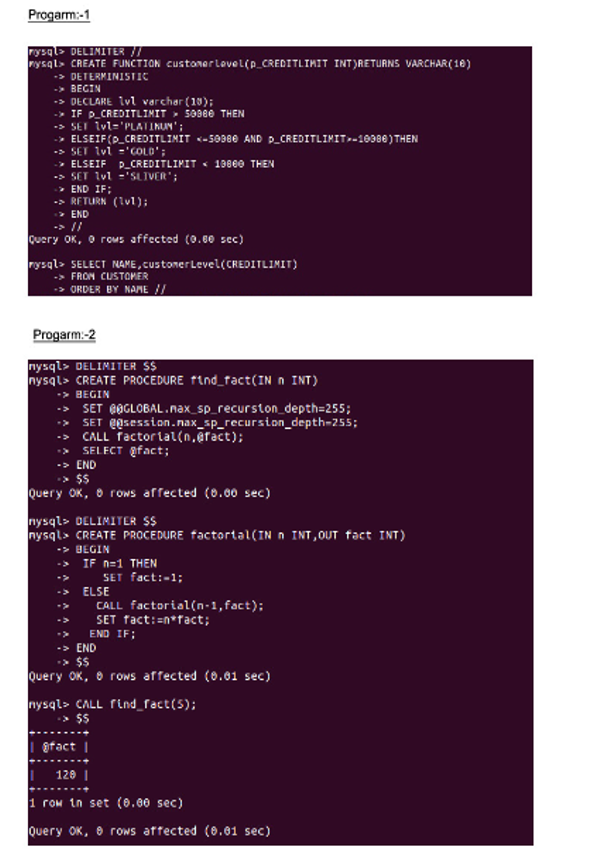 Progarm:-1
mysql> DELIMITER //
mysql> CREATE FUNCTION customerlevel(p_CREDITLIMIT INT)RETURNS VARCHAR(10)
-> DETERMINISTIC
-> BEGIN
-> DECLARE lvl varchar(10);
-> IF p_CREDITLIMIT > 50000 THEN
-> SET lvl='PLATINUM';
-> ELSEIF(p_CREDITLIMIT <=50000 AND p_CREDITLIMIT>=10000)THEN
-> SET lvl ='GOLD';
-> ELSEIF  p_CREDITLIMIT < 10000 THEN
-> SET lvl ='SLIVER';
-> END IF;
-> RETURN (lvl);
-> END
-> //
Query OK, 0 rows affected (0.00 sec)
mysql> SELECT NAME,customerLevel(CREDITLIMIT)
-> FROM CUSTOMER
-> ORDER BY NAME //
Progarm:-2
mysql> DELIMITER $$
mysql> CREATE PROCEDURE find_fact(IN n INT)
-> BEGIN
->  SET @@GLOBAL.max_sp_recursion_depth=255;
->  SET @@session.max_sp_recursion_depth=255;
->  CALL factorial(n,@fact);
->  SELECT @fact;
-> END
-> $$
Query OK, 0 rows affected (0.00 sec)
mysql> DELIMITER $$
mysql> CREATE PROCEDURE factorial(IN n INT,OUT fact INT)
-> BEGIN
->  IF n=1 THEN
->     SET fact:=1;
->  ELSE
->    CALL factorial(n-1,fact);
->    SET fact:=n*fact;
->   END IF;
-> END
-> $$
Query OK, 0 rows affected (0.01 sec)
mysql> CALL find_fact(5);
-> $$
+-------+
| @fact |
+-------+
|   120 |
+-------+
1 row in set (0.00 sec)
Query OK, 0 rows affected (0.01 sec)